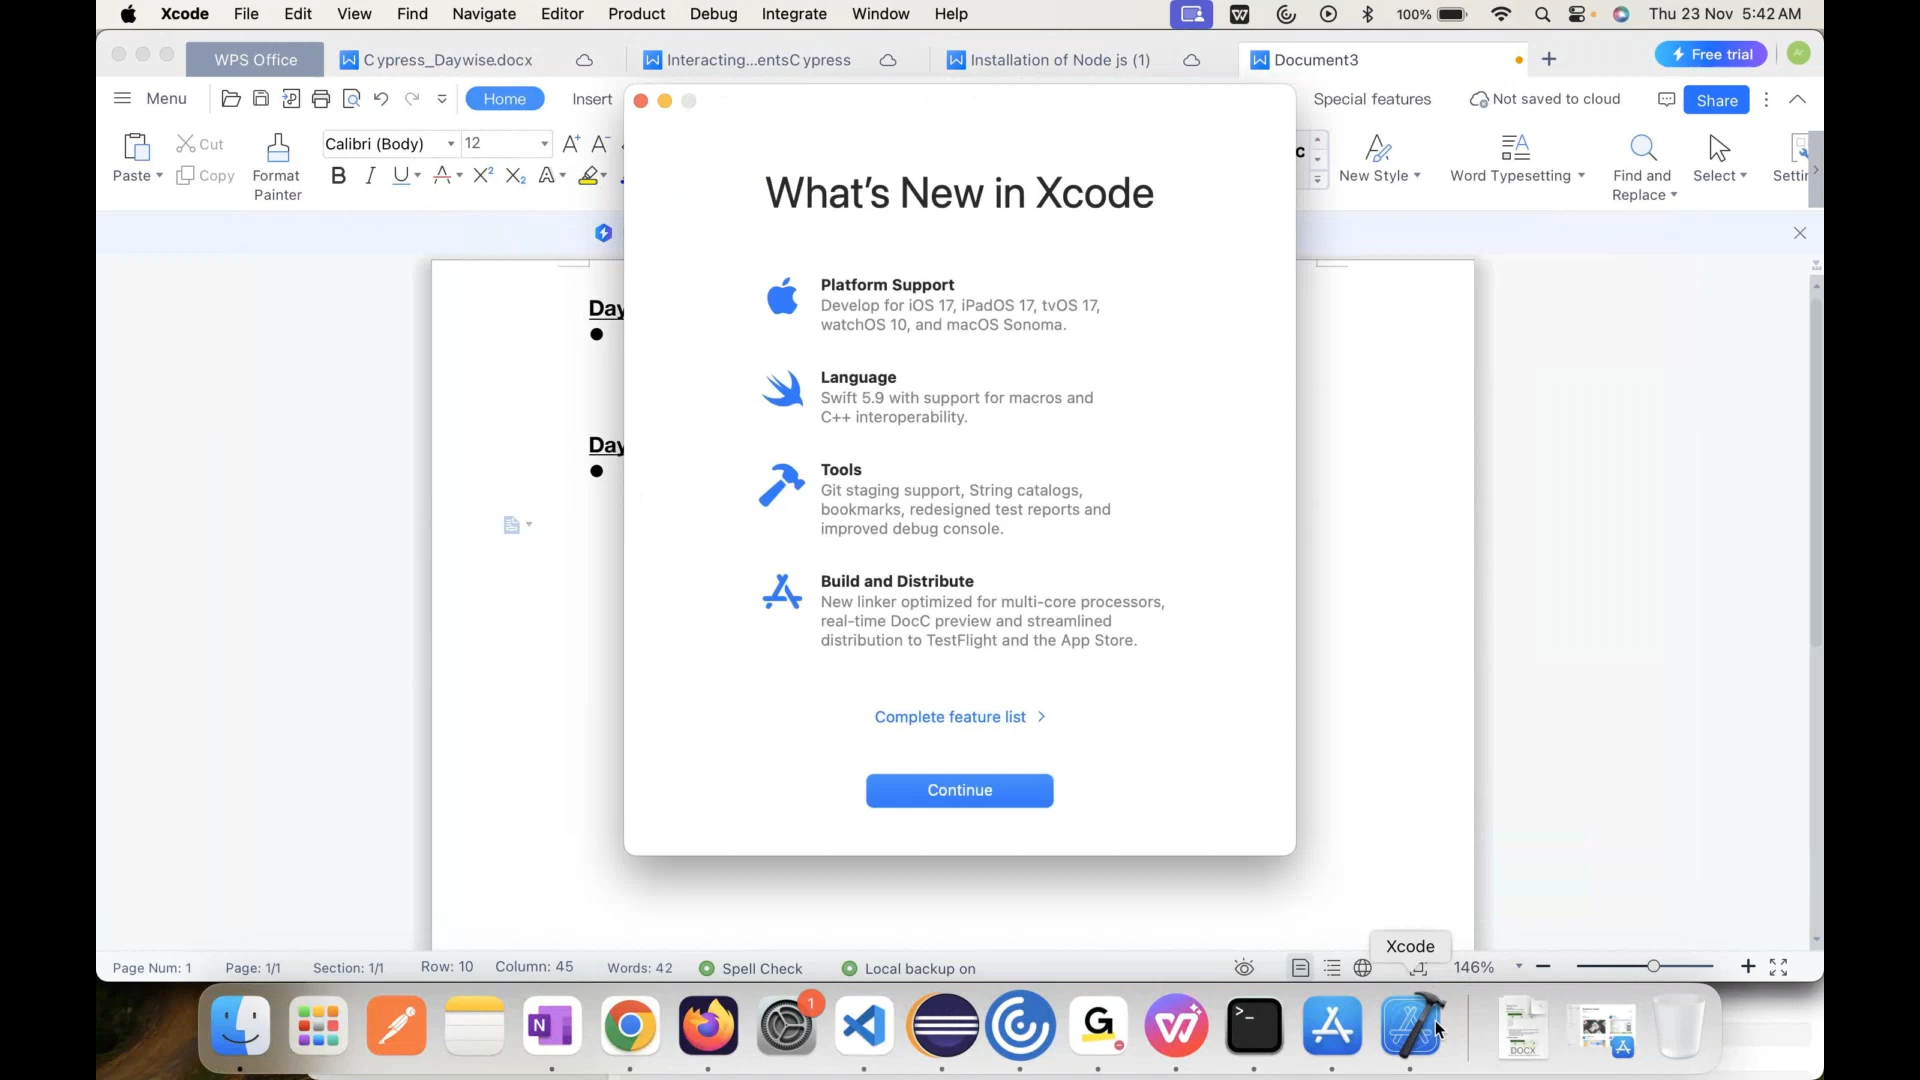 Xcode File Edit View Find Navigate Editor Product Debug Integrate Window Help 100% Thu 23 Nov 5:42 AM
WPS Office Cypress_Daywise.docx Interacting...entsCypress Installation of Node js (1) Document3 Free trial
Menu Home Insert Special features Not saved to cloud Share
Cut Calibri (Body) 12 A+ A-
Paste Copy Format Painter B I U A X² X₂ A New Style Word Typesetting Find and Replace Select Settin
What's New in Xcode
Platform Support
Develop for iOS 17, iPadOS 17, tvOS 17,
watchOS 10, and macOS Sonoma.
Day
Language
Swift 5.9 with support for macros and
C++ interoperability.
Day
Tools
Git staging support, String catalogs,
bookmarks, redesigned test reports and
improved debug console.
Build and Distribute
New linker optimized for multi-core processors,
real-time DocC preview and streamlined
distribution to TestFlight and the App Store.
Complete feature list
Continue
Xcode
Page Num: 1 Page: 1/1 Section: 1/1 Row: 10 Column: 45 Words: 42 Spell Check Local backup on 146%
1
N G W DOCX